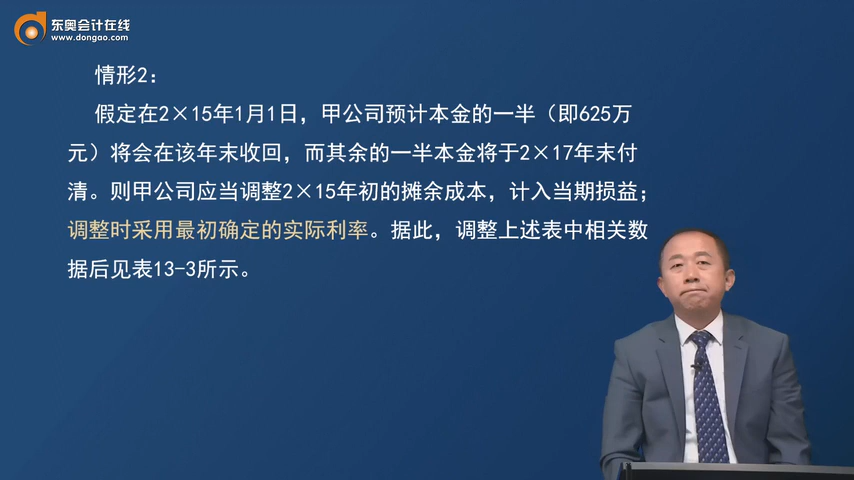 东奥会计在线
www.dongao.com
情形2：
假定在2×15年1月1日，甲公司预计本金的一半（即625万
元）将会在该年末收回，而其余的一半本金将于2×17年末付
清。则甲公司应当调整2×15年初的摊余成本，计入当期损益；
调整时采用最初确定的实际利率。据此，调整上述表中相关数
据后见表13-3所示。